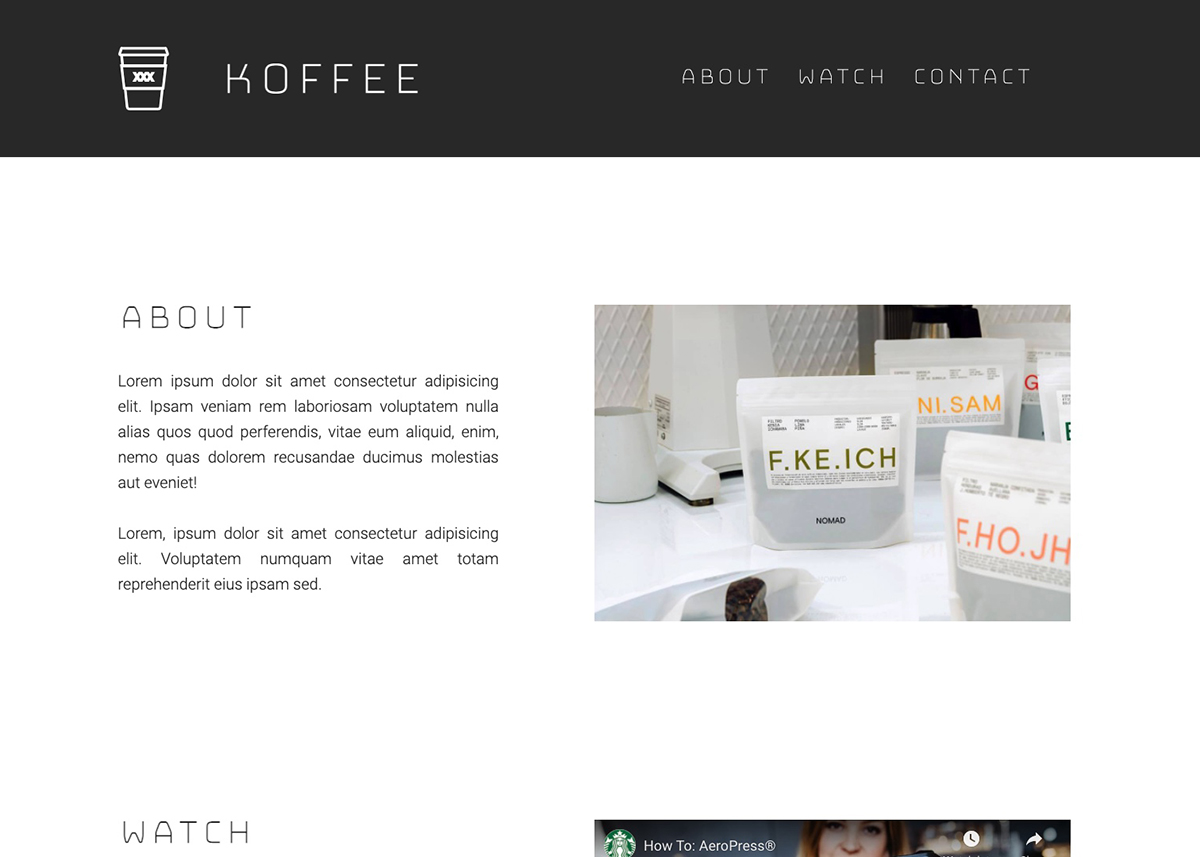 XXX
KOFFEE
ABOUT WATCH CONTACT
ABOUT
Lorem ipsum dolor sit amet consectetur adipisicing
elit. Ipsam veniam rem laboriosam voluptatem nulla
alias quos quod perferendis, vitae eum aliquid, enim,
nemo quas dolorem recusandae ducimus molestias
aut eveniet!
Lorem, ipsum dolor sit amet consectetur adipisicing
elit. Voluptatem numquam vitae amet totam
reprehenderit eius ipsam sed.
NI.SAM
G
F.KE.ICH
NOMAD
F.HO.JH
WATCH
How To: AeroPress®